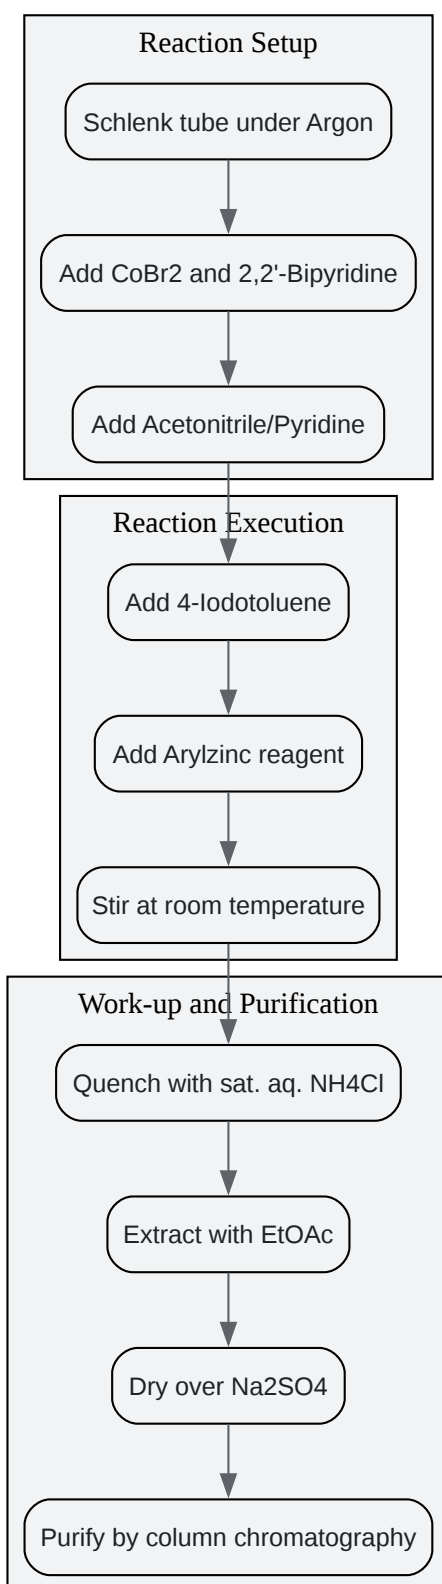 Reaction Setup
Schlenk tube under Argon
Add CoBr2 and 2,2'-Bipyridine
Add Acetonitrile/Pyridine
Reaction Execution
Add 4-Iodotoluene
Add Arylzinc reagent
Stir at room temperature
Work-up and Purification
Quench with sat. aq. NH4Cl
Extract with EtOAc
Dry over Na2SO4
Purify by column chromatography